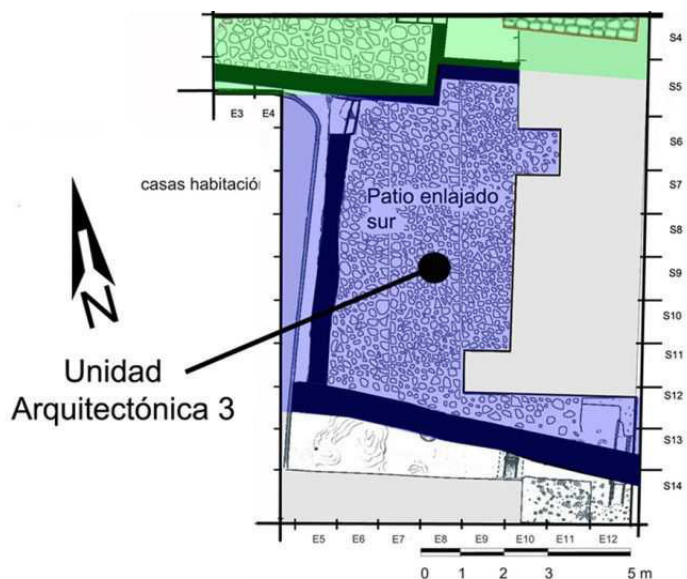 S4
S5
E3 E4
S6
casas habitación
S7
Patio enlajado
sur
S8
S9
S10
Unidad
Arquitectónica 3
S11
S12
S13
S14
N
E5 E6 E7 E8 E9 E10 E11 E12
0 1 2 3 5 m